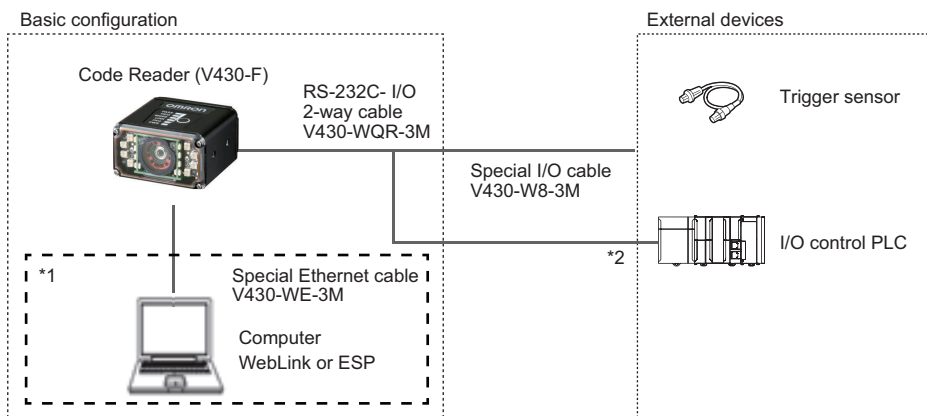 Basic configuration
External devices
Code Reader (V430-F)
RS-232C- I/O
2-way cable
V430-WQR-3M
omron
Trigger sensor
Special I/O cable
V430-W8-3M
*2
I/O control PLC
*1
Special Ethernet cable
V430-WE-3M
Computer
WebLink or ESP